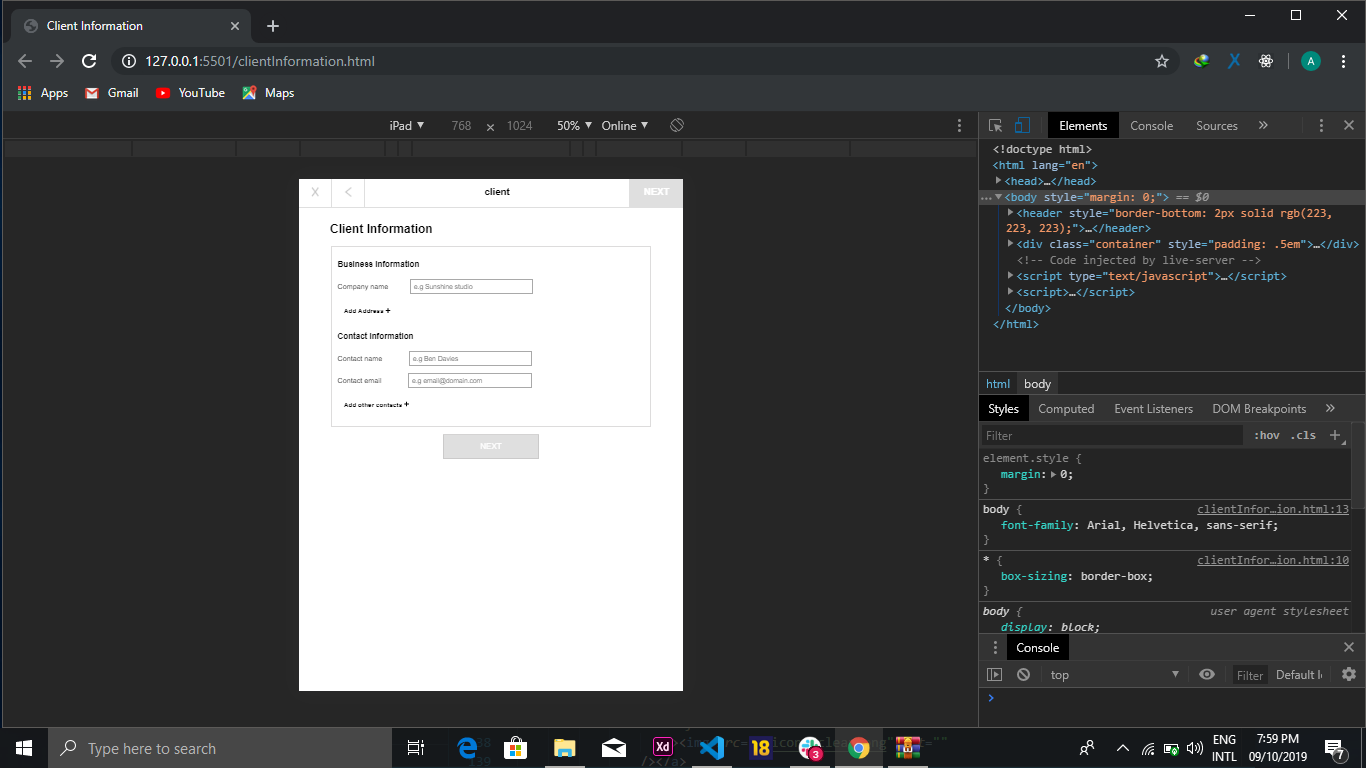 Client Information
127.0.0.1:5501/clientInformation.html
A
Apps Gmail YouTube Maps
iPad 768 × 1024 50% Online
Elements Console Sources »
X < client NEXT
Client Information
Business Information
Company name e.g Sunshine studio
Add Address +
Contact Information
Contact name e.g Ben Davies
Contact email e.g email@domain.com
Add other contacts +
NEXT
<!doctype html>
<html lang="en">
<head>…</head>
<body style="margin: 0;"> == $0
<header style="border-bottom: 2px solid rgb(223,
223, 223);">…</header>
<div class="container" style="padding: .5em">…</div>
<!-- Code injected by live-server -->
<script type="text/javascript">…</script>
<script>…</script>
</body>
</html>
html body
Styles Computed Event Listeners DOM Breakpoints »
Filter :hov .cls +
element.style {
margin: 0;
}
body { clientInfor…ion.html:13
font-family: Arial, Helvetica, sans-serif;
}
* { clientInfor…ion.html:10
box-sizing: border-box;
}
body { user agent stylesheet
display: block;
Console
top Filter
Type here to search
Xd 18 3
ENG
INTL
7:59 PM
09/10/2019
7